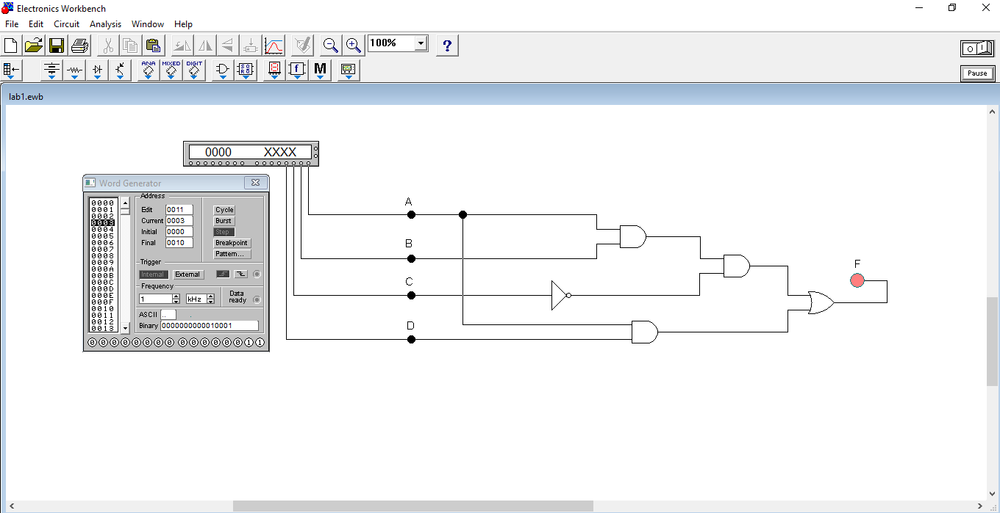 Electronics Workbench
File Edit Circuit Analysis Window Help
100% ?
0 1
ANA MIXED DIGIT
M
Pause
lab1.ewb
0000 XXXX
Word Generator
0000
0001
0002
0003
0004
0005
0006
0007
0008
0009
000A
000B
000C
000D
000E
000F
0010
0011
0012
0013
Address
Edit 0011
Current 0003
Initial 0000
Final 0010
Cycle
Burst
Step
Breakpoint
Pattern...
Trigger
Internal External
Frequency
1 kHz
Data
ready
ASCII ..
Binary 0000000000010001
0 0 0 0 0 0 0 0 0 0 0 0 0 0 1 1
A
B
C
D
F